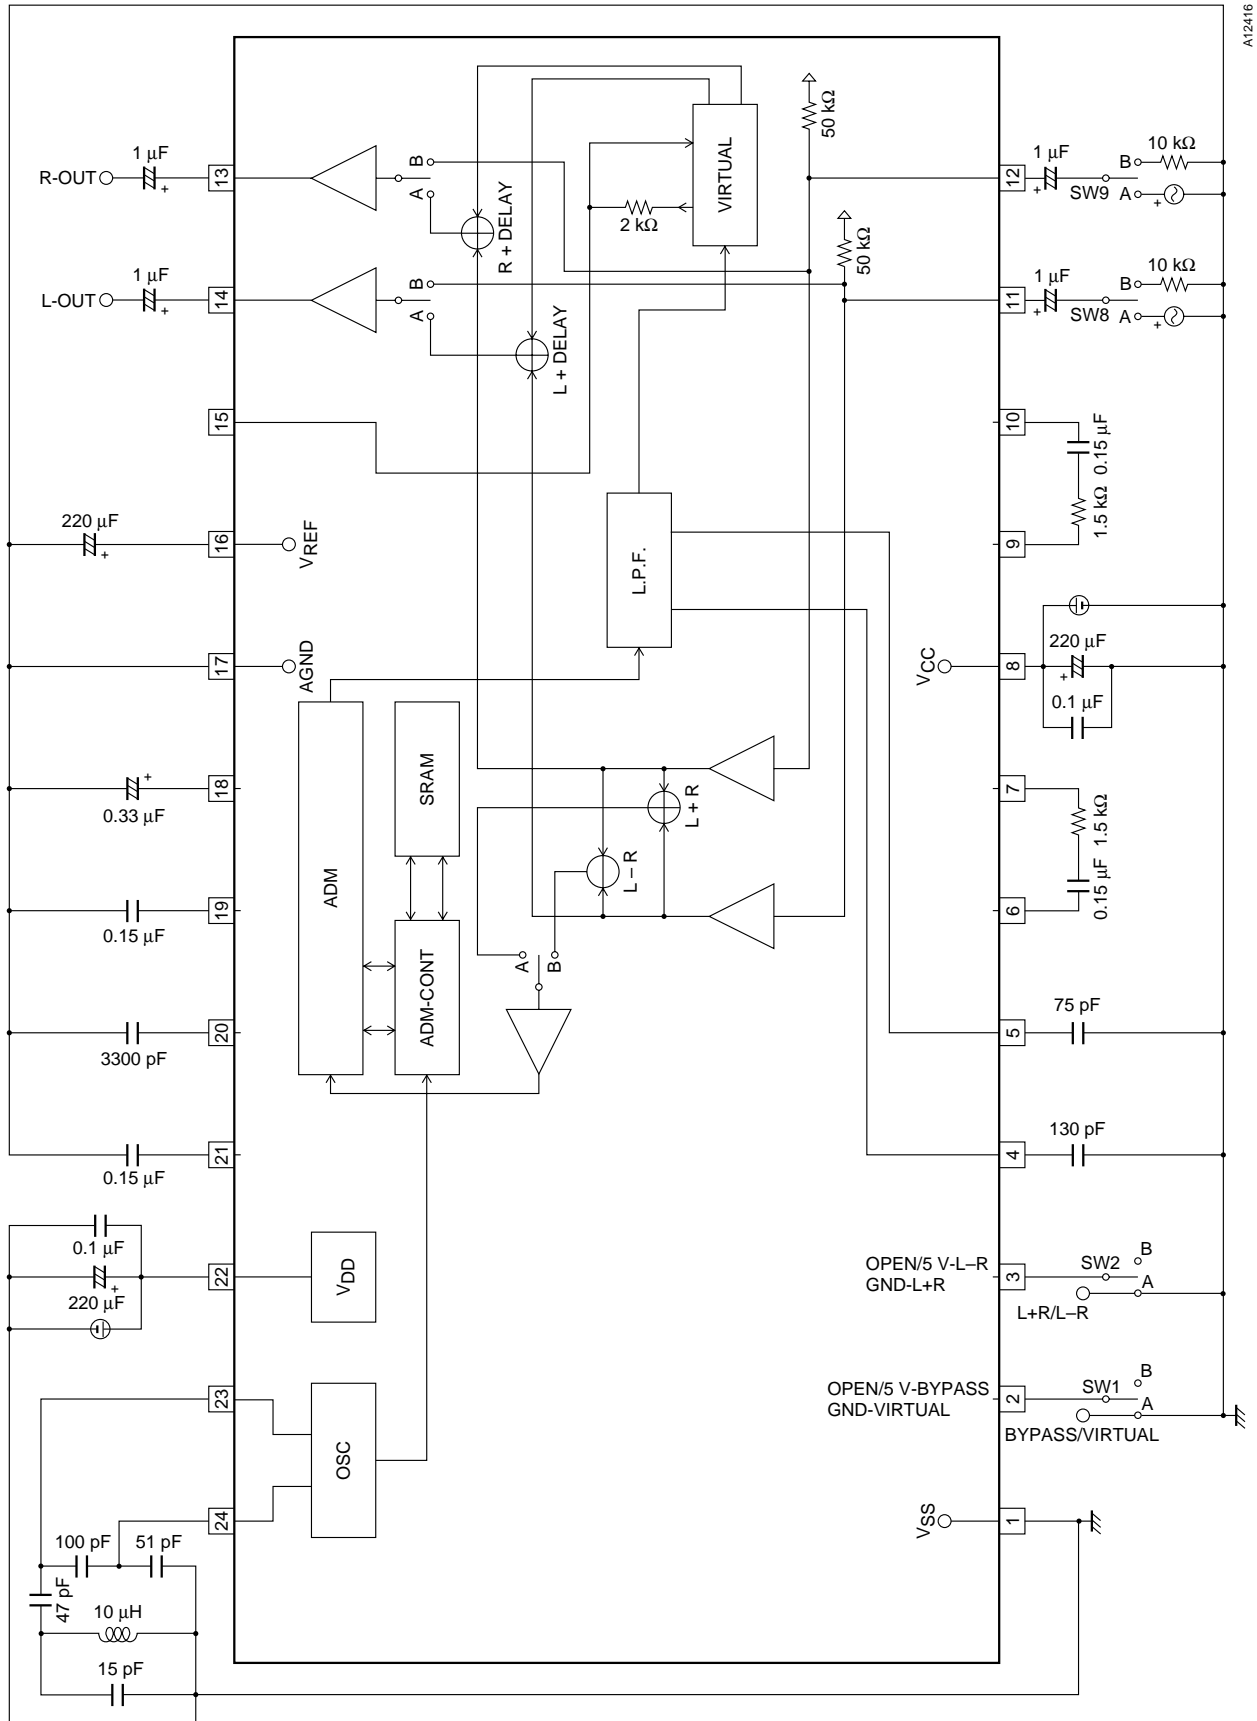 A12416
1 µF
R-OUT
+
13
B
A
R + DELAY
2 kΩ
VIRTUAL
50 kΩ
12
1 µF
+
SW9
B
A
10 kΩ
+
1 µF
L-OUT
+
14
B
A
L + DELAY
50 kΩ
11
1 µF
+
SW8
B
A
10 kΩ
+
15
10
0.15 µF
1.5 kΩ
9
220 µF
+
16
VREF
L.P.F.
17
AGND
VCC
8
220 µF
+
0.1 µF
0.33 µF
+
18
ADM
SRAM
L + R
L – R
7
1.5 kΩ
0.15 µF
6
0.15 µF
19
ADM-CONT
A
B
3300 pF
20
5
75 pF
0.15 µF
21
4
130 pF
0.1 µF
220 µF
+
22
VDD
OPEN/5 V-L–R
GND-L+R
3
SW2
B
A
L+R/L–R
23
OSC
OPEN/5 V-BYPASS
GND-VIRTUAL
2
SW1
B
A
BYPASS/VIRTUAL
24
VSS
1
100 pF
51 pF
47 pF
10 µH
15 pF